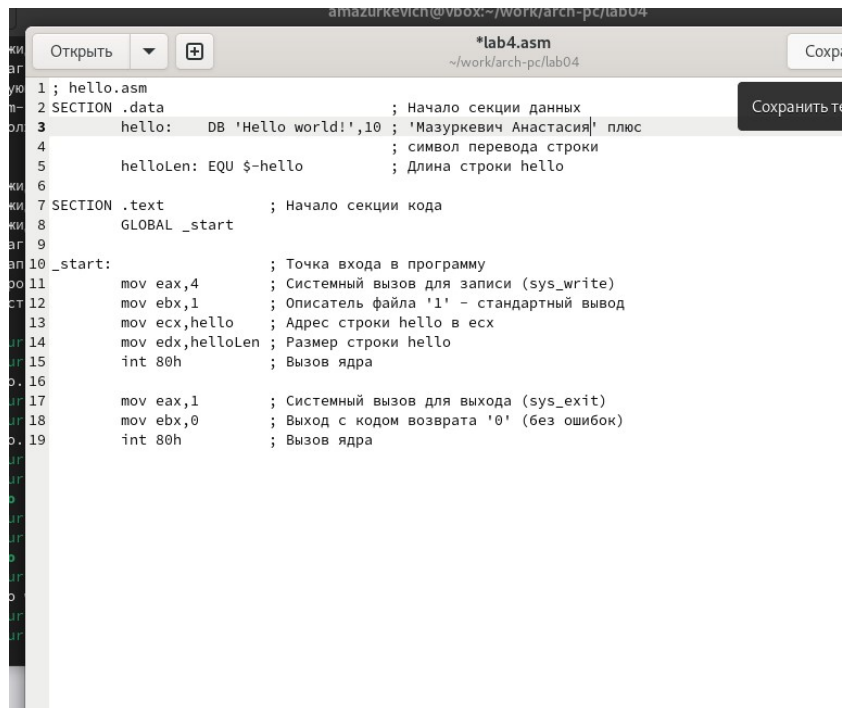 amazurkevich@vbox:~/work/arch-pc/lab04
Открыть
*lab4.asm
~/work/arch-pc/lab04
Сохра
Сохранить те
1 ; hello.asm
2 SECTION .data ; Начало секции данных
3 hello: DB 'Hello world!',10 ; 'Мазуркевич Анастасия' плюс
4 ; символ перевода строки
5 helloLen: EQU $-hello ; Длина строки hello
6
7 SECTION .text ; Начало секции кода
8 GLOBAL _start
9
10 _start: ; Точка входа в программу
11 mov eax,4 ; Системный вызов для записи (sys_write)
12 mov ebx,1 ; Описатель файла '1' - стандартный вывод
13 mov ecx,hello ; Адрес строки hello в ecx
14 mov edx,helloLen ; Размер строки hello
15 int 80h ; Вызов ядра
16
17 mov eax,1 ; Системный вызов для выхода (sys_exit)
18 mov ebx,0 ; Выход с кодом возврата '0' (без ошибок)
19 int 80h ; Вызов ядра